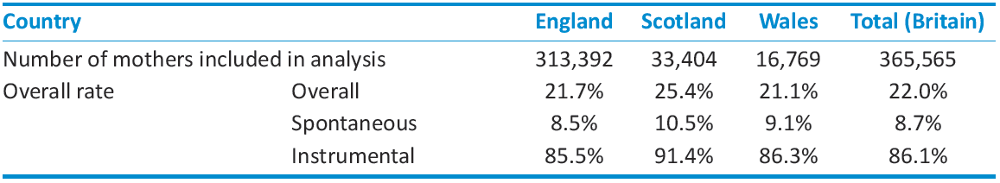 Country England Scotland Wales Total (Britain)
Number of mothers included in analysis 313,392 33,404 16,769 365,565
Overall rate Overall 21.7% 25.4% 21.1% 22.0%
Spontaneous 8.5% 10.5% 9.1% 8.7%
Instrumental 85.5% 91.4% 86.3% 86.1%